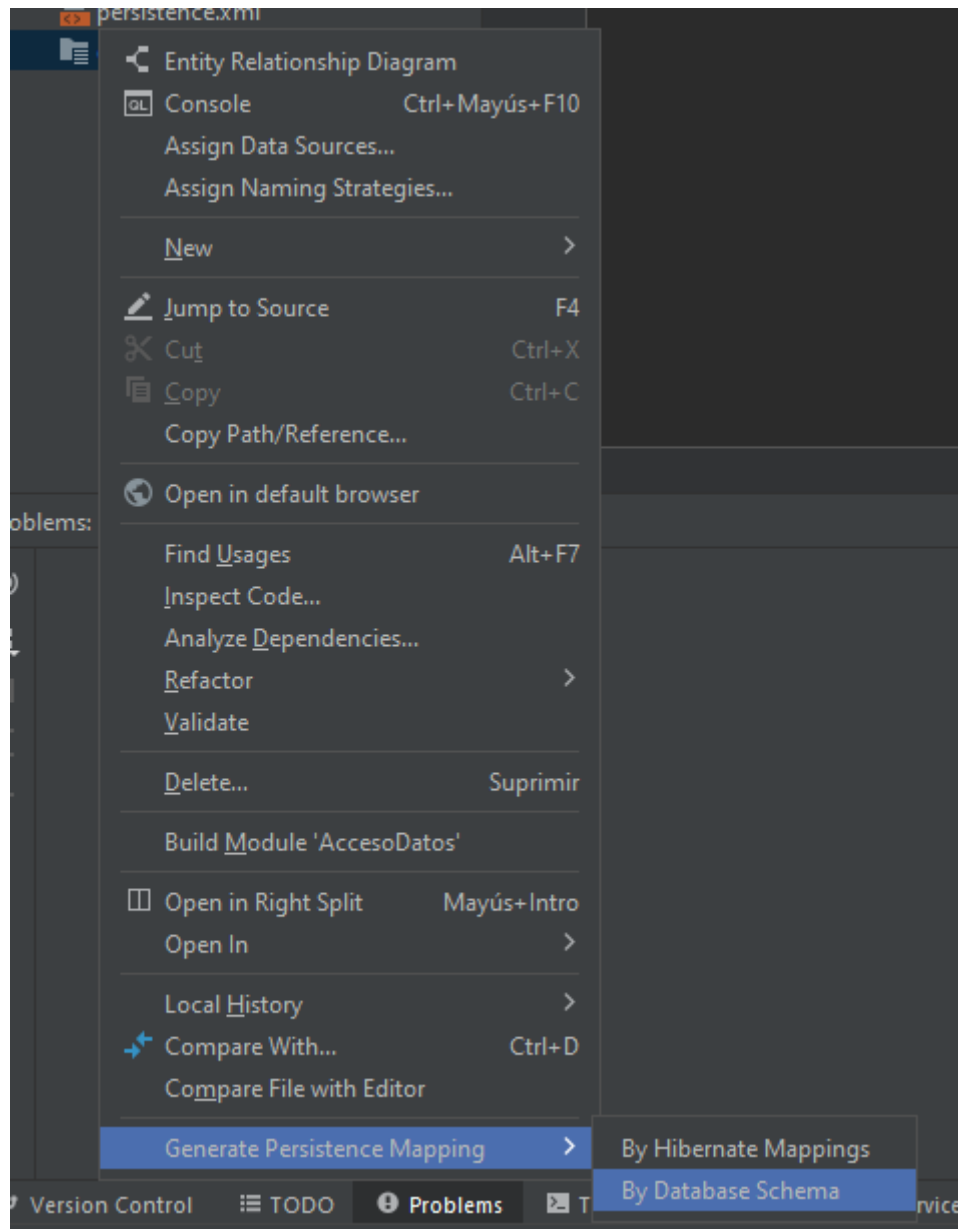 persistence.xml
Entity Relationship Diagram
Console Ctrl+Mayús+F10
Assign Data Sources...
Assign Naming Strategies...
New
Jump to Source F4
Cut Ctrl+X
Copy Ctrl+C
Copy Path/Reference...
Open in default browser
oblems:
Find Usages Alt+F7
Inspect Code...
Analyze Dependencies...
Refactor
Validate
Delete... Suprimir
Build Module 'AccesoDatos'
Open in Right Split Mayús+Intro
Open In
Local History
Compare With... Ctrl+D
Compare File with Editor
Generate Persistence Mapping
By Hibernate Mappings
By Database Schema
Version Control TODO Problems T rvice